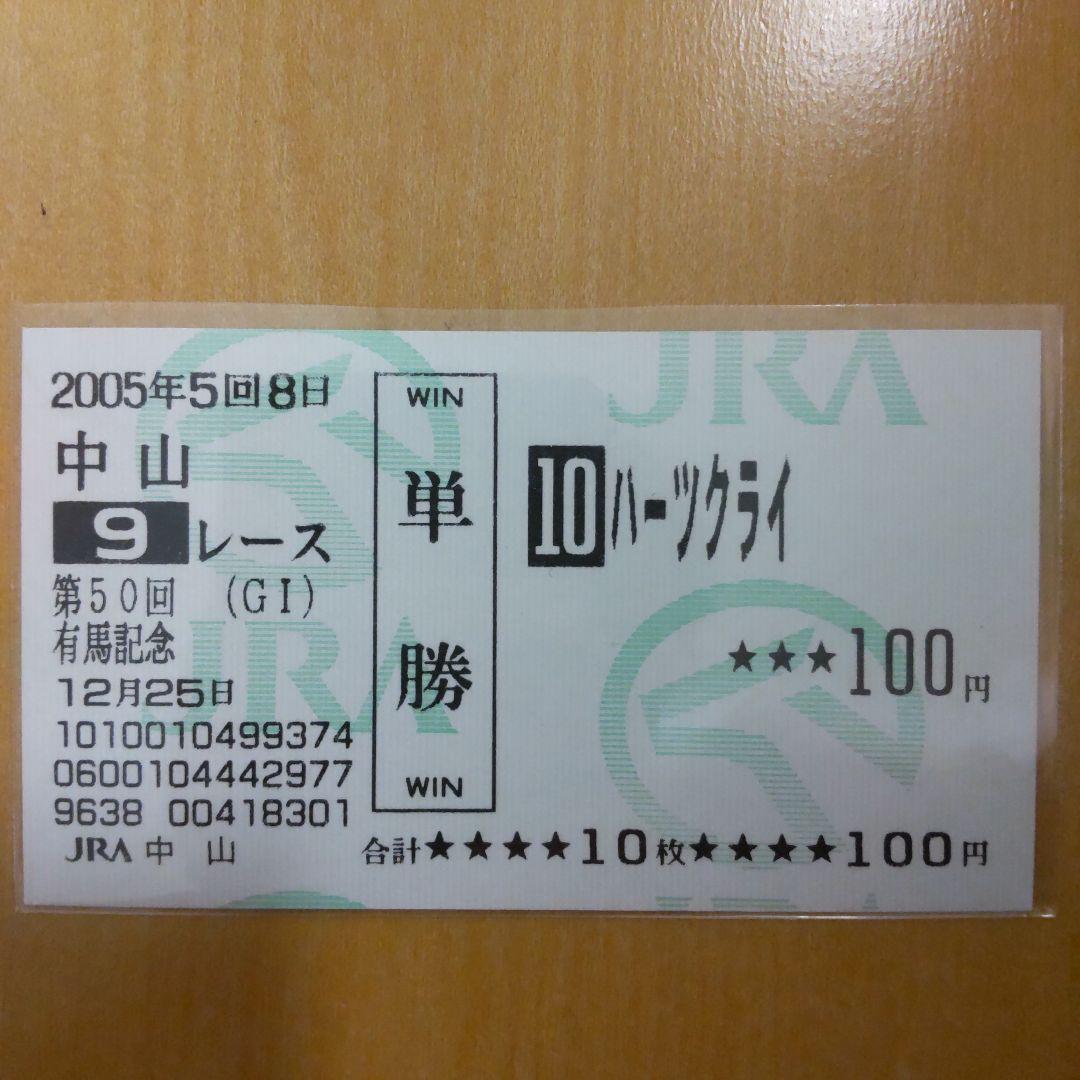 2005年5回8日
中山
9レース
第50回 (GI)
有馬記念
12月25日
1010010499374
0600104442977
9638 00418301
JRA 中 山
WIN
単
勝
WIN
10 ハーツクライ
★★★100円
合計★★★★10枚★★★★100円
JRA
JRA